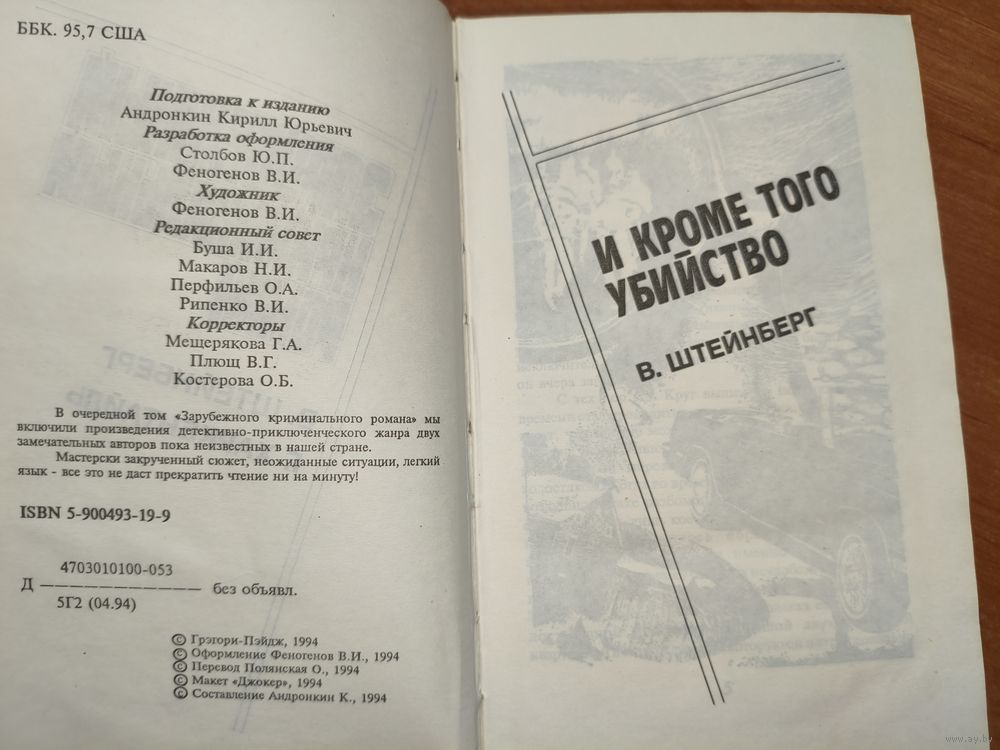 ББК. 95,7 США
Подготовка к изданию
Андронкин Кирилл Юрьевич
Разработка оформления
Столбов Ю.П.
Феногенов В.И.
Художник
Феногенов В.И.
Редакционный совет
Буша И.И.
Макаров Н.И.
Перфильев О.А.
Рипенко В.И.
Корректоры
Мещерякова Г.А.
Плющ В.Г.
Костерова О.Б.
В очередной том «Зарубежного криминального романа» мы
включили произведения детективно-приключенческого жанра двух
замечательных авторов пока неизвестных в нашей стране.
Мастерски закрученный сюжет, неожиданные ситуации, легкий
язык - все это не даст прекратить чтение ни на минуту!
ISBN 5-900493-19-9
4703010100-053
Д —————————— без объявл.
5Г2 (04.94)
© Грэгори-Пэйдж, 1994
© Оформление Феногенов В.И., 1994
© Перевод Полянская О., 1994
© Макет «Джокер», 1994
© Составление Андронкин К., 1994
И КРОМЕ ТОГО
УБИЙСТВО
В. ШТЕЙНБЕРГ
www.ay.by